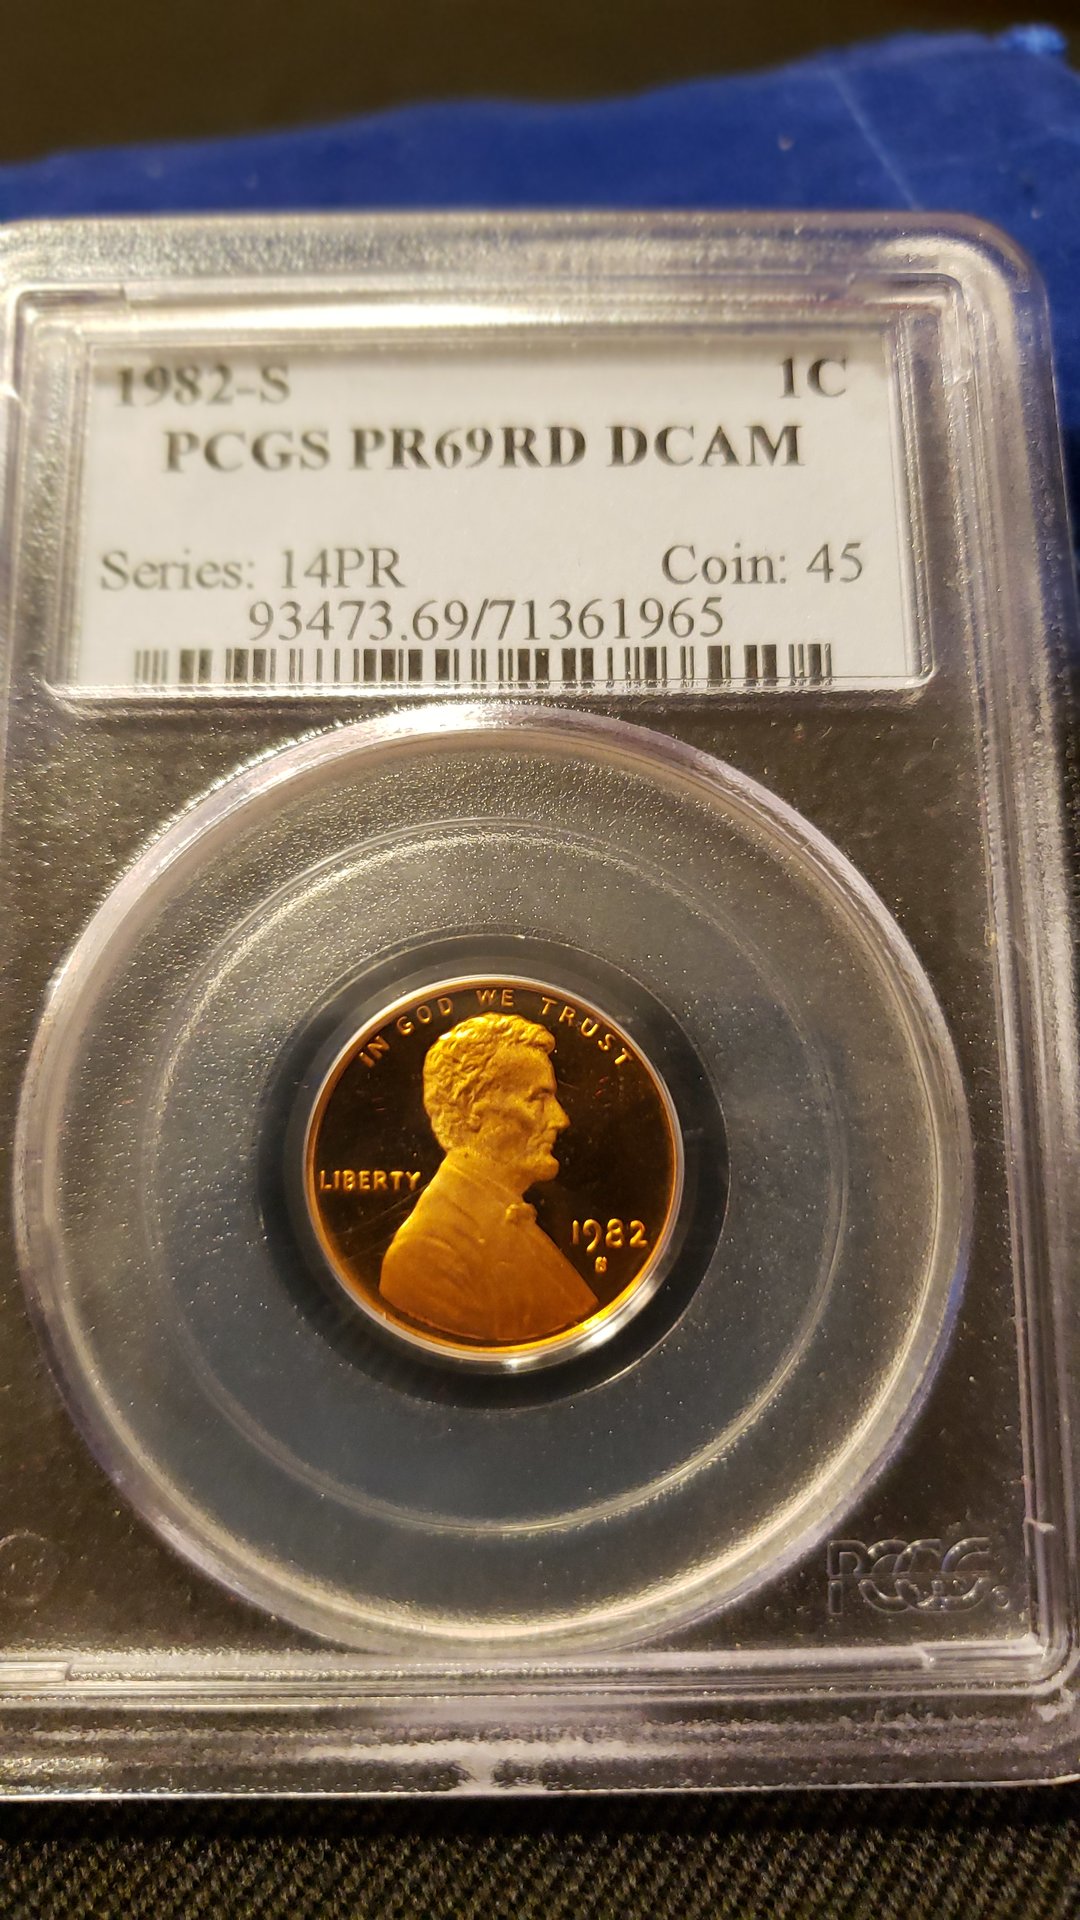 1982-S 1C
PCGS PR69RD DCAM
Series: 14PR Coin: 45
93473.69/71361965
IN GOD WE TRUST
LIBERTY
1982
S
PCGS